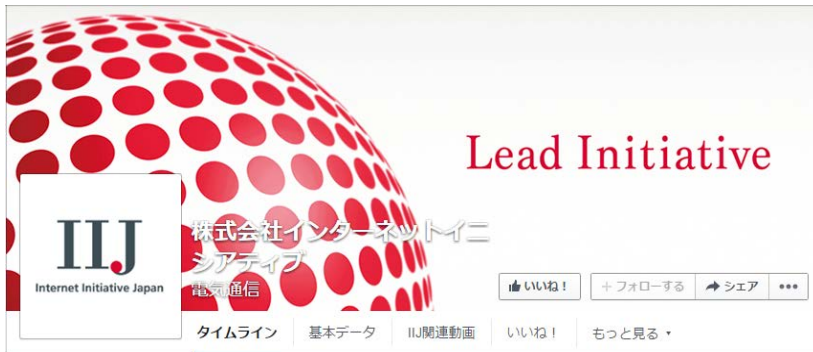 Lead Initiative
IIJ
Internet Initiative Japan
株式会社インターネットイニ
シアティブ
電気通信
いいね！
+ フォローする
シェア
タイムライン
基本データ
IIJ関連動画
いいね！
もっと見る